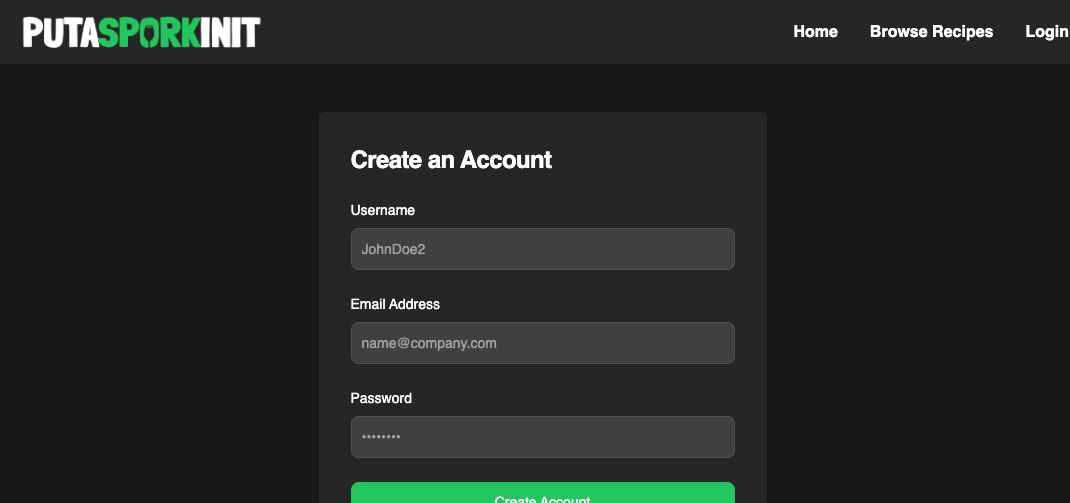 PUTASPORKINIT
Home Browse Recipes Login
Create an Account
Username
JohnDoe2
Email Address
name@company.com
Password
••••••••
Create Account